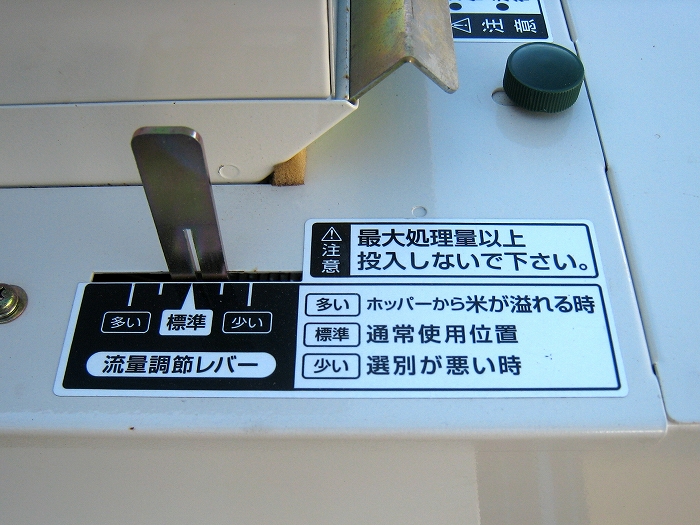 注意
注意
最大処理量以上
投入しないで下さい。
多い 標準 少い
流量調節レバー
多い ホッパーから米が溢れる時
標準 通常使用位置
少い 選別が悪い時